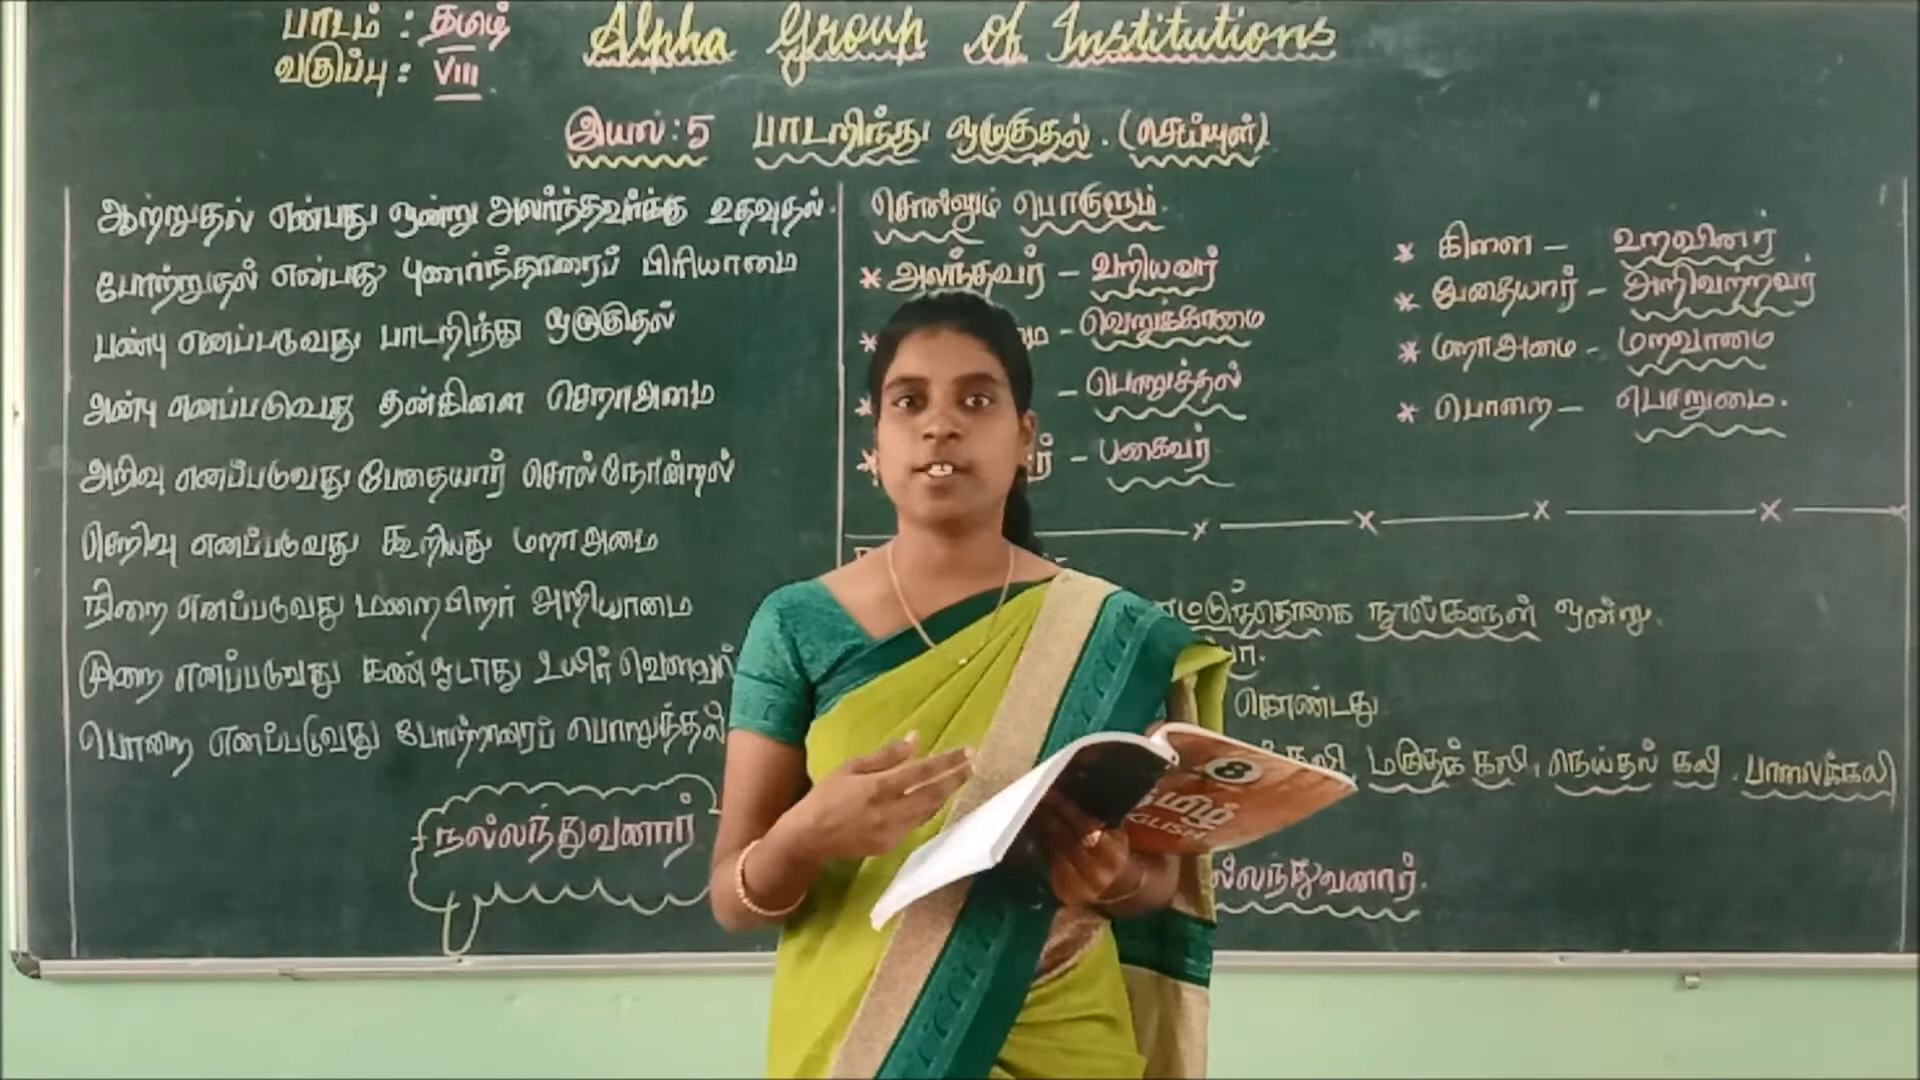 பாடம் : தமிழ்
வகுப்பு : VIII
Alpha Group Of Institutions
இயல் : 5 பாடறிந்து ஒழுகுதல் . (செய்யுள்)
ஆற்றுதல் என்பது ஒன்று அலர்ந்தவர்க்கு உதவுதல்
போற்றுதல் என்பது புணர்ந்தாரைப் பிரியாமை
பண்பு எனப்படுவது பாடறிந்து ஒழுகுதல்
அன்பு எனப்படுவது தன்கிளை செறாஅமை
அறிவு எனப்படுவது பேதையார் சொல் நோன்றல்
செறிவு எனப்படுவது கூறியது மறாஅமை
நிறை எனப்படுவது மறைபிறர் அறியாமை
முறை எனப்படுவது கண்ஓடாது உயிர் வெளவல்
பொறை எனப்படுவது போற்றாரைப் பொறுத்தல்
நல்லந்துவனார்
சொல்லும் பொருளும்.
* அலந்தவர் – வறியவர்
* – வெறுக்காமை
* – பொறுத்தல்
* – பகைவர்
* கிளை – உறவினர்
* பேதையார் – அறிவற்றவர்
* மறாஅமை – மறவாமை
* பொறை – பொறுமை.
நூல்களுள் ஒன்று.
கொண்டது
மருதக் கலி, நெய்தல் கலி, பாலைக்கலி
8
தமிழ்